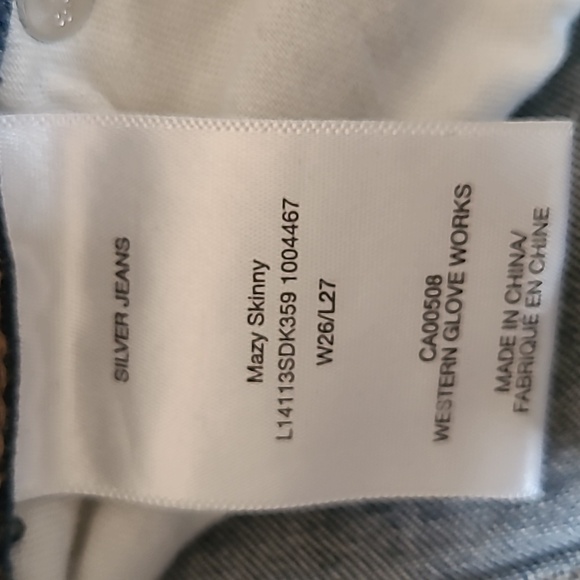 SILVER JEANS
Mazy Skinny
L14113SDK359 1004467
W26/L27
CA00508
WESTERN GLOVE WORKS
MADE IN CHINA/
FABRIQUÉ EN CHINE